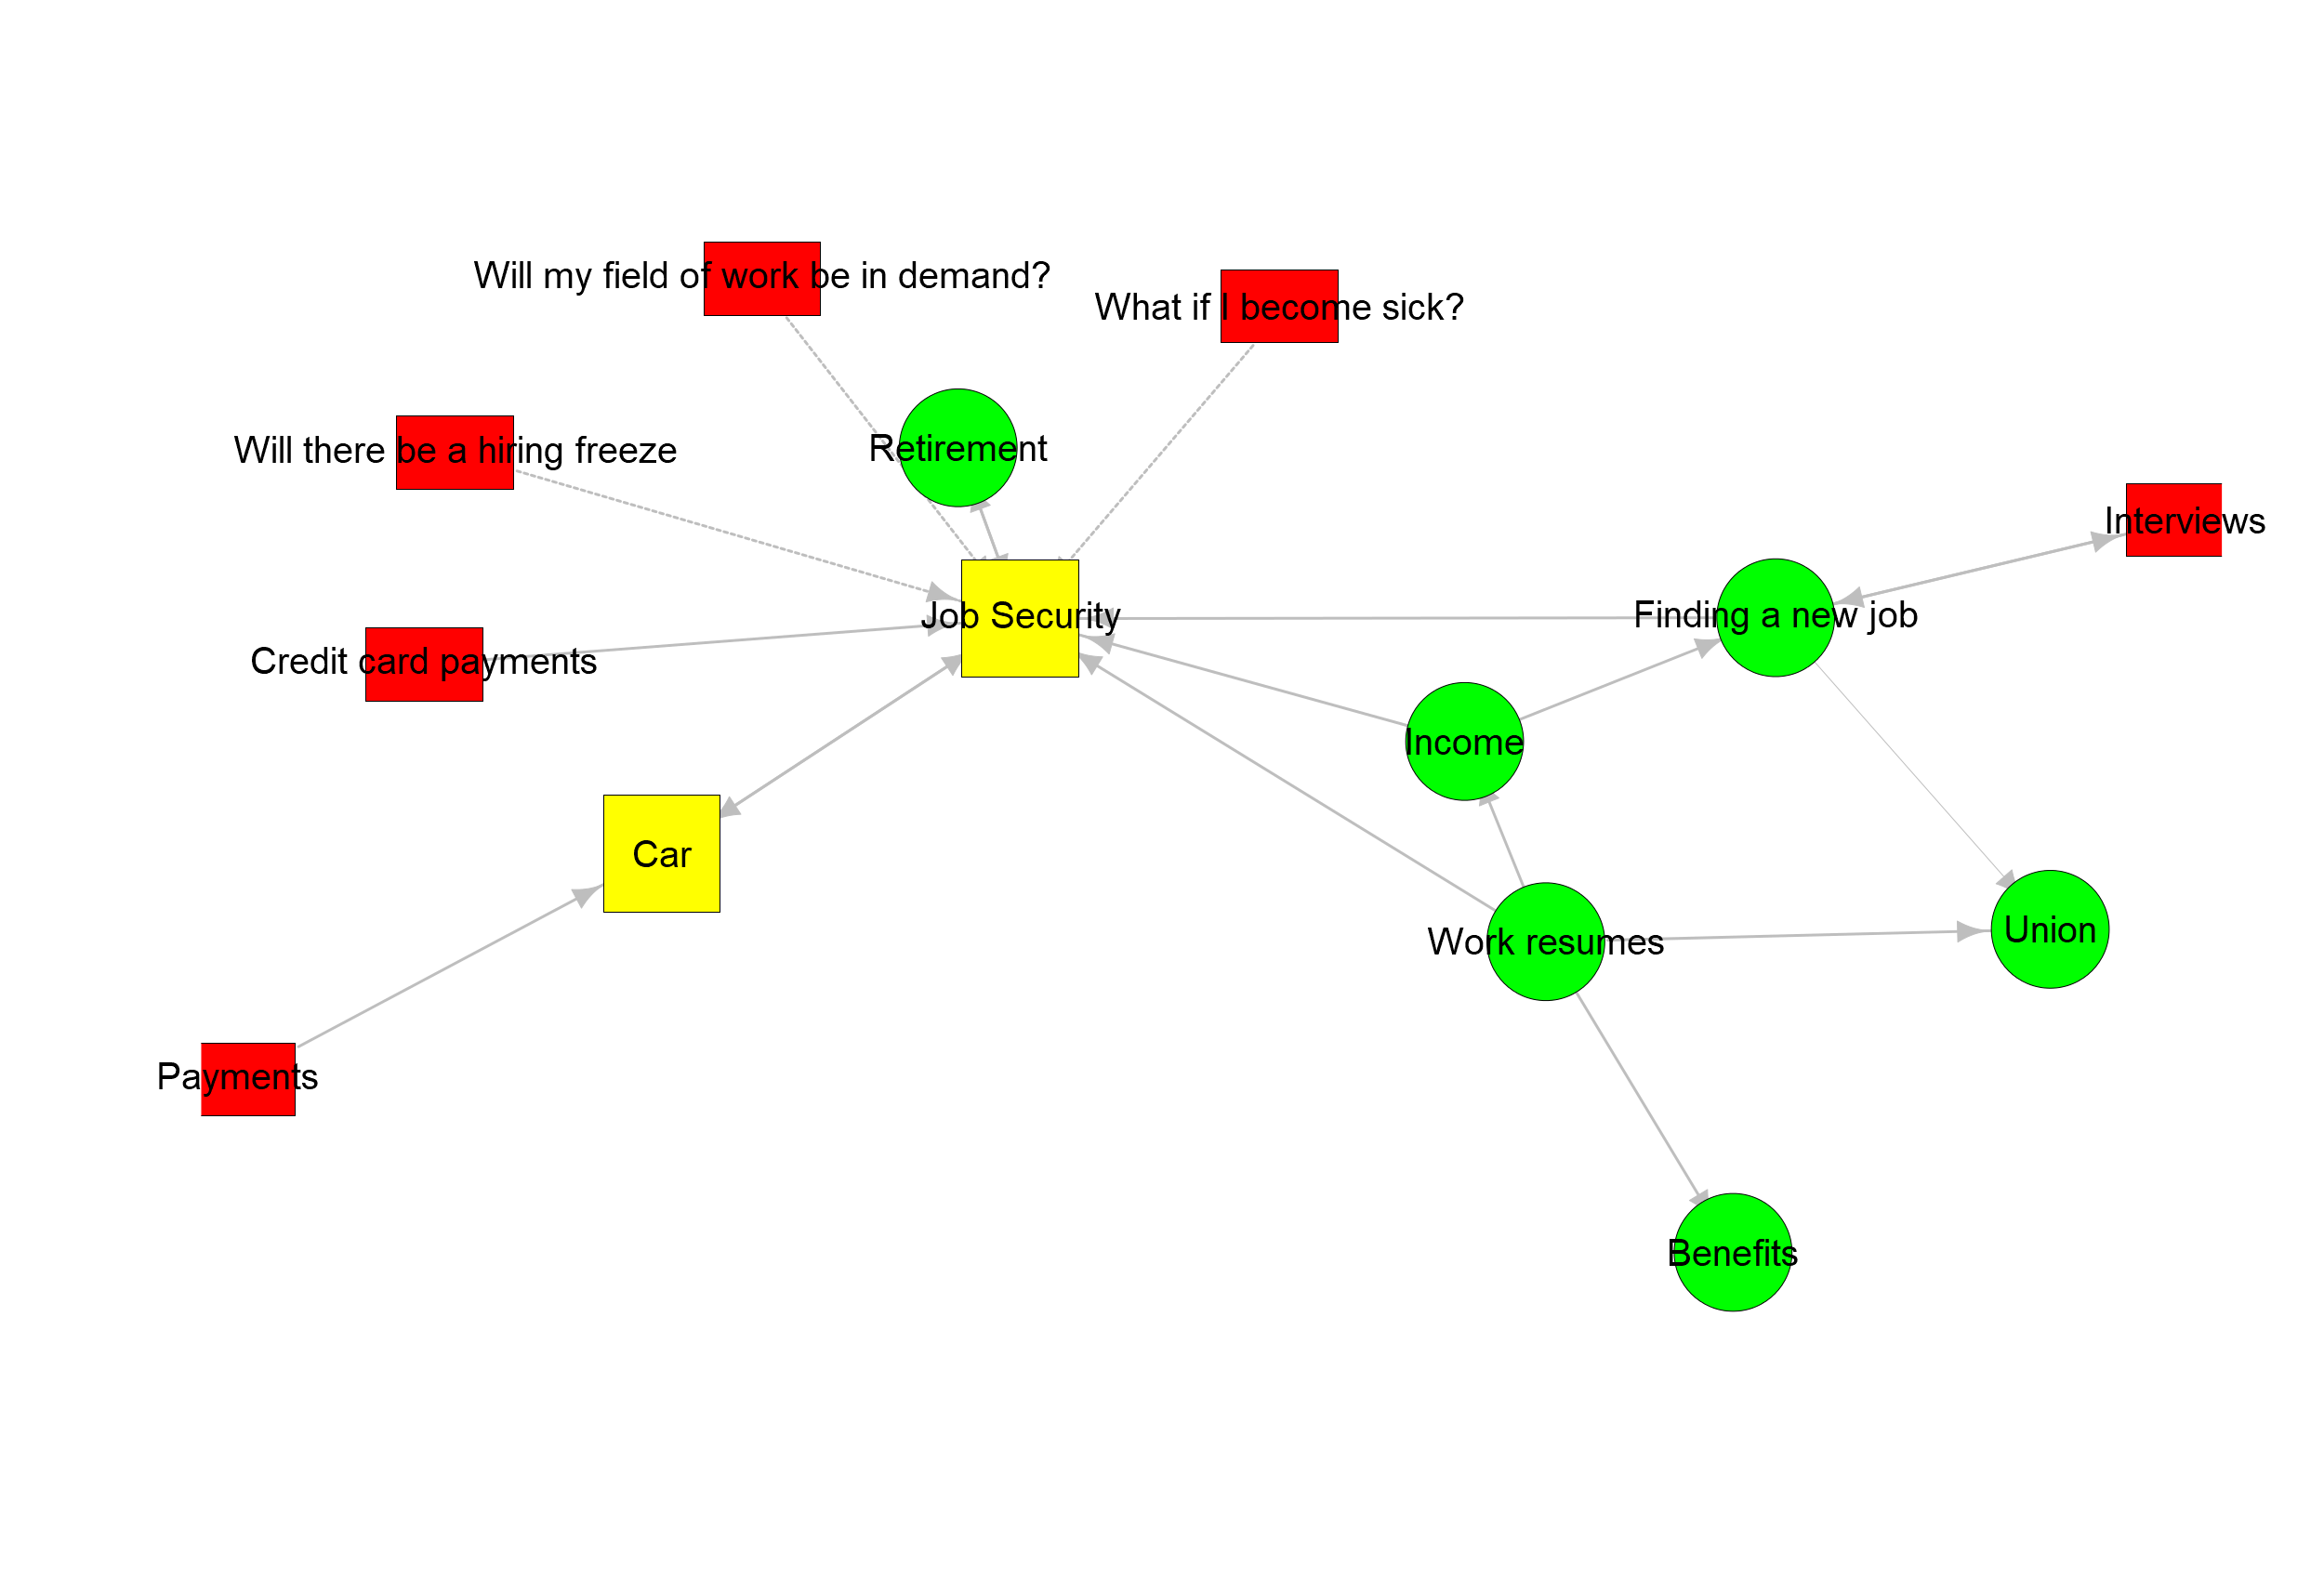 Will my field of work be in demand?
What if I become sick?
Will there be a hiring freeze
Retirement
Interviews
Job Security
Finding a new job
Credit card payments
Income
Car
Union
Work resumes
Payments
Benefits